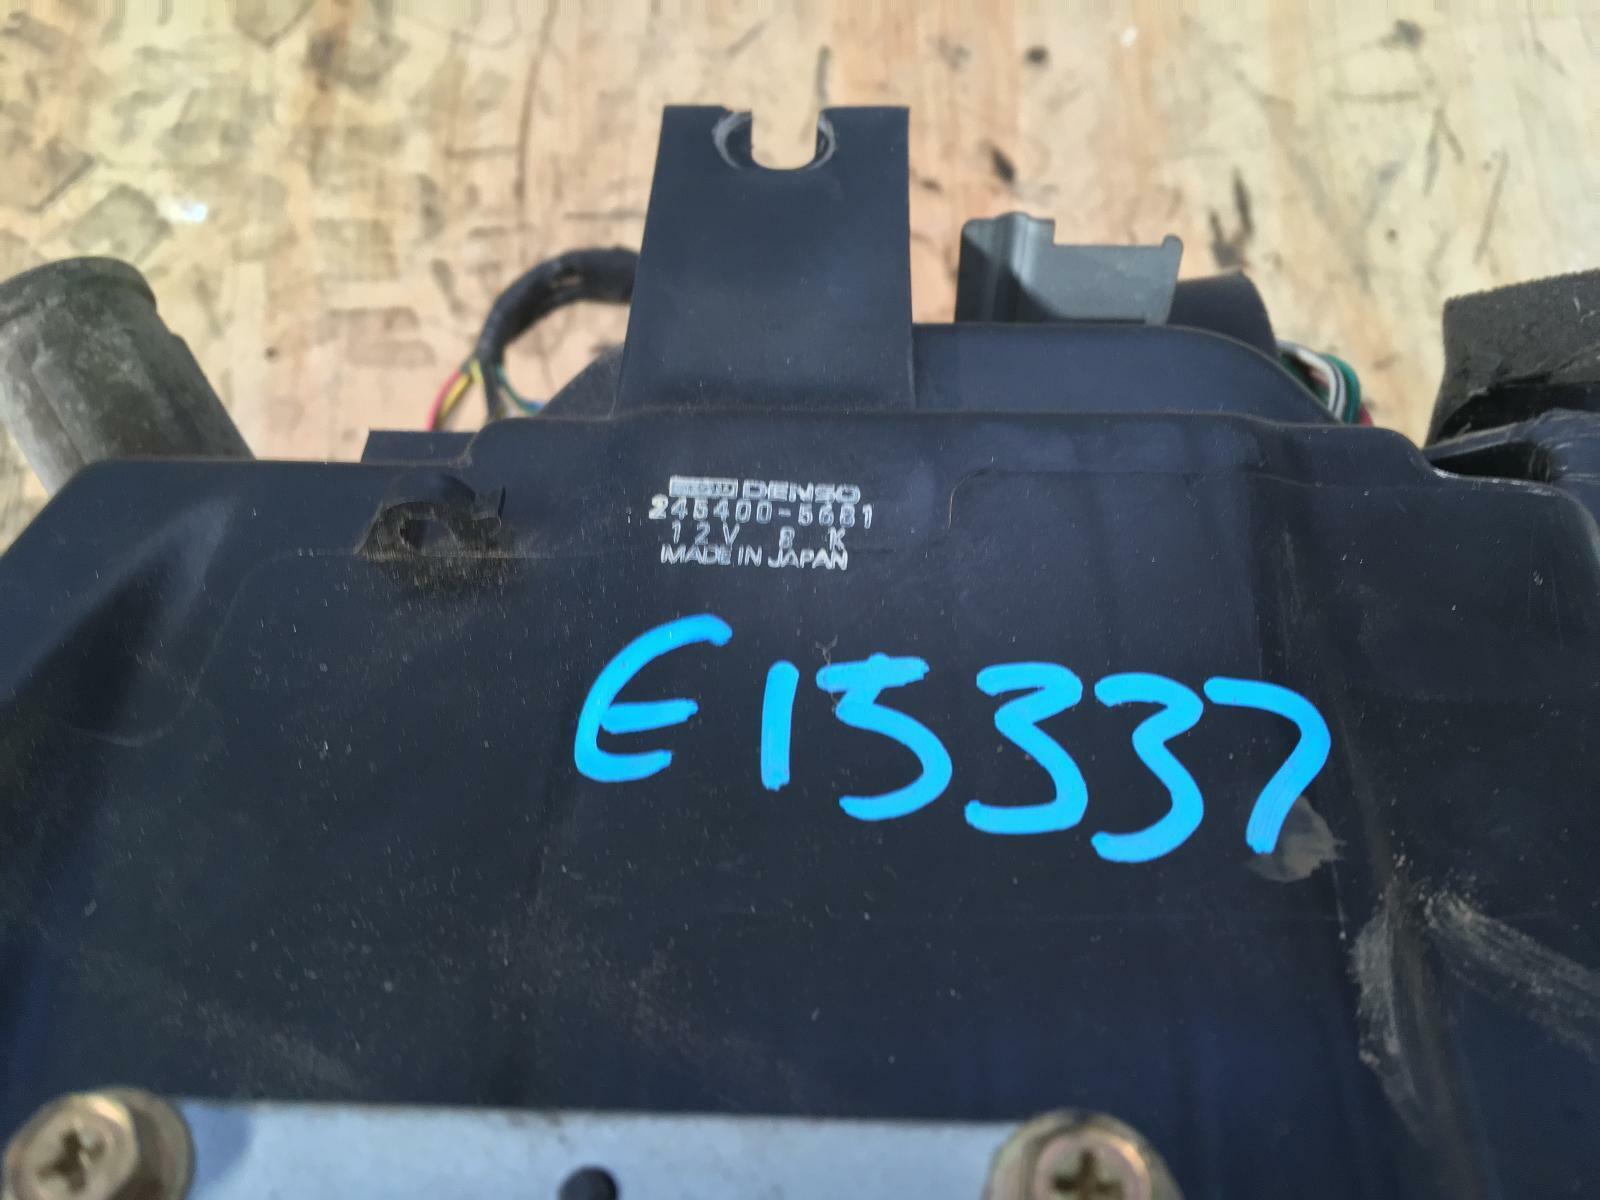 DENSO
245400-5681
12V R K
MADE IN JAPAN
E15337